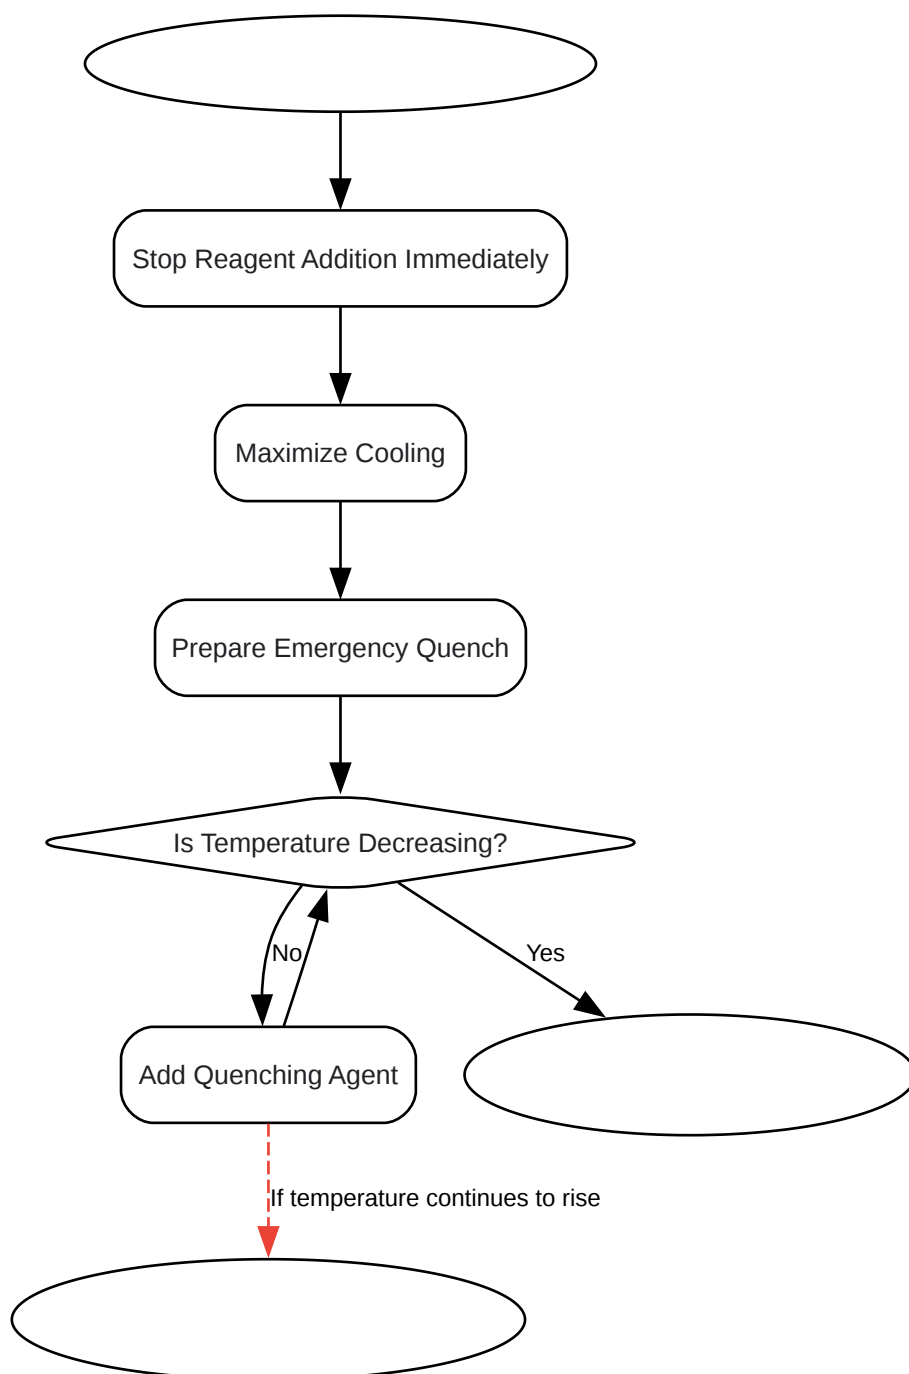 Stop Reagent Addition Immediately
Maximize Cooling
Prepare Emergency Quench
Is Temperature Decreasing?
No
Yes
Add Quenching Agent
If temperature continues to rise